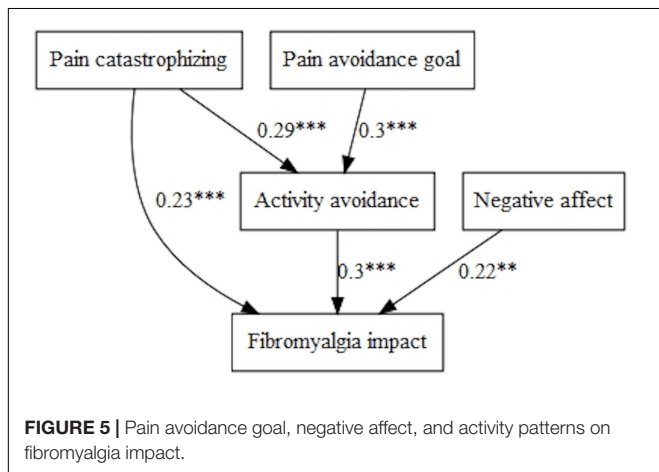 Pain catastrophizing
Pain avoidance goal
0.29***
0.3***
0.23***
Activity avoidance
Negative affect
0.3***
0.22**
Fibromyalgia impact
FIGURE 5 | Pain avoidance goal, negative affect, and activity patterns on
fibromyalgia impact.